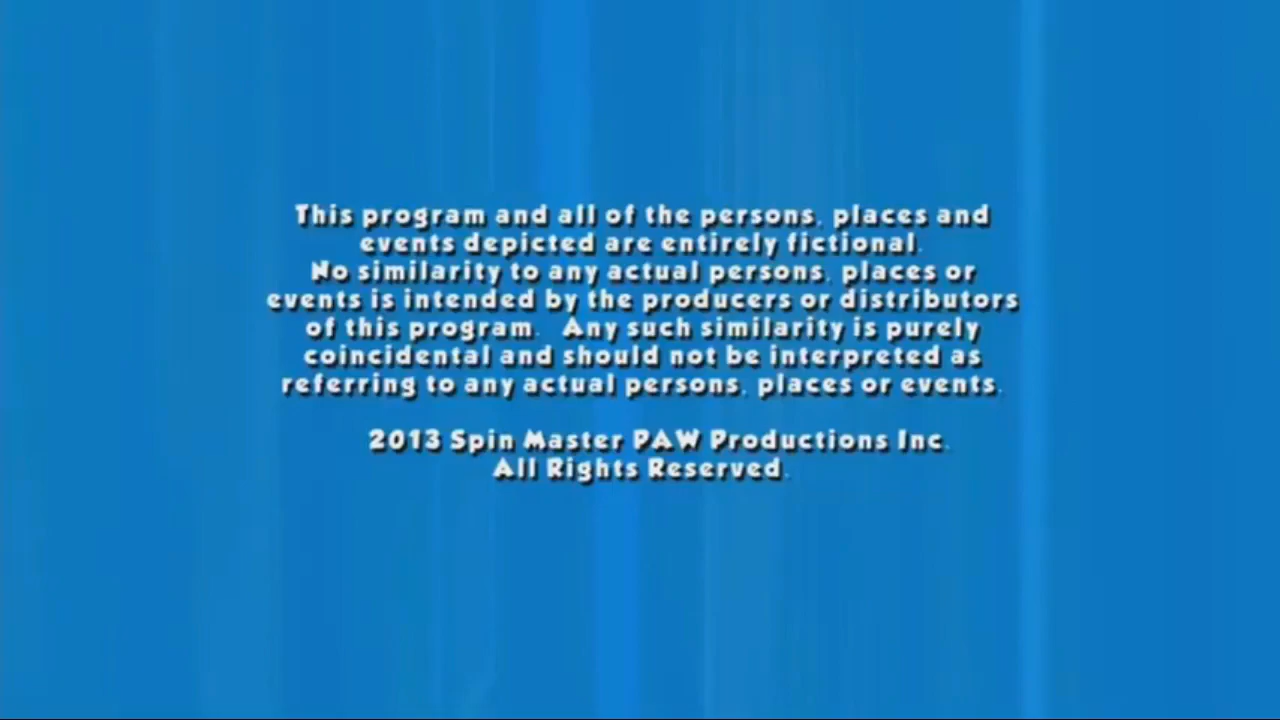 This program and all of the persons, places and
events depicted are entirely fictional.
No similarity to any actual persons, places or
events is intended by the producers or distributors
of this program. Any such similarity is purely
coincidental and should not be interpreted as
referring to any actual persons, places or events.
2013 Spin Master PAW Productions Inc.
All Rights Reserved.